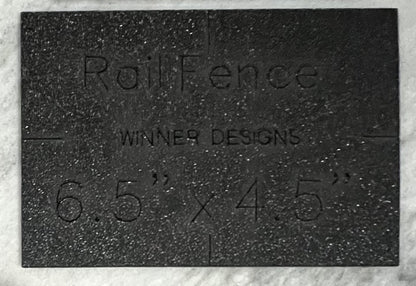 Rail Fence
WINNER DESIGNS
6.5” x 4.5”